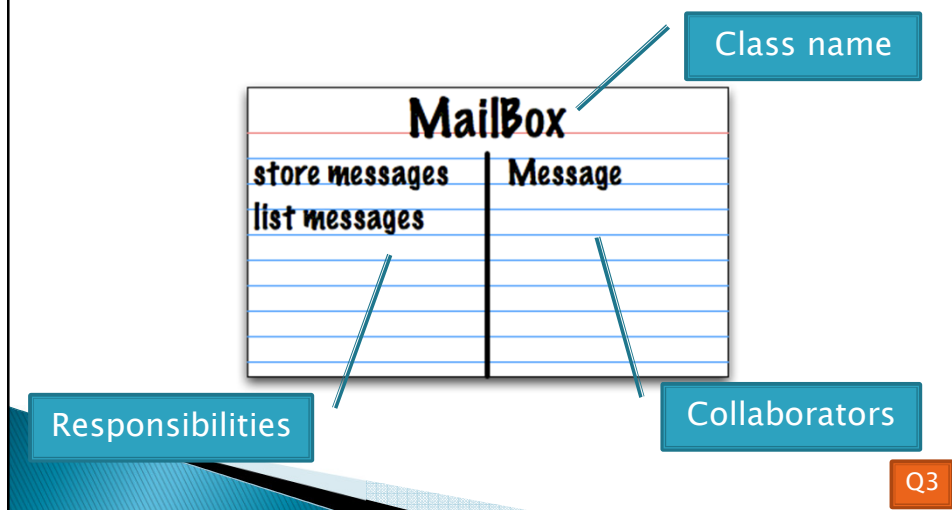 Class name
MailBox
store messages
Message
list messages
Responsibilities
Collaborators
Q3